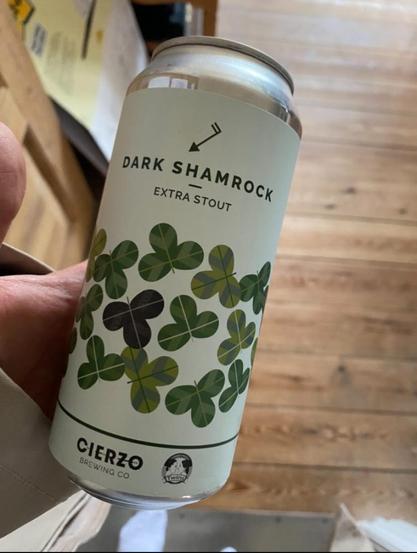 DARK SHAMROCK
EXTRA STOUT
CIERZO
BREWING CO